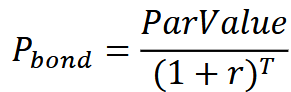 P_bond = ParValue / (1 + r)^T